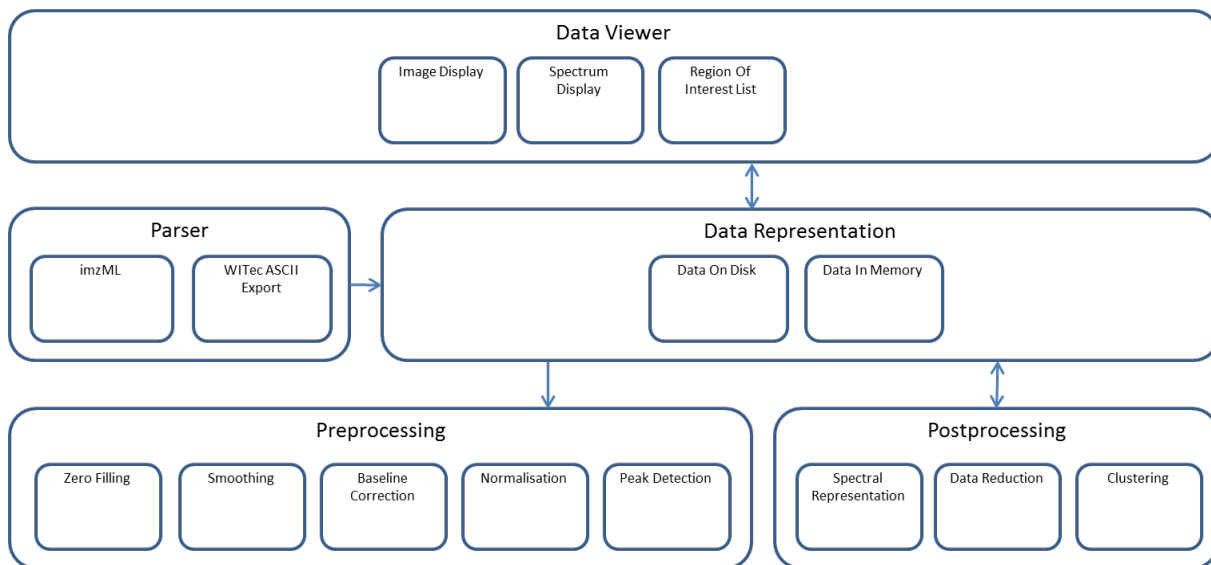 Data Viewer
Image Display
Spectrum
Display
Region Of
Interest List
Parser
imzML
WITec ASCII
Export
Data Representation
Data On Disk
Data In Memory
Preprocessing
Zero Filling
Smoothing
Baseline
Correction
Normalisation
Peak Detection
Postprocessing
Spectral
Representation
Data Reduction
Clustering